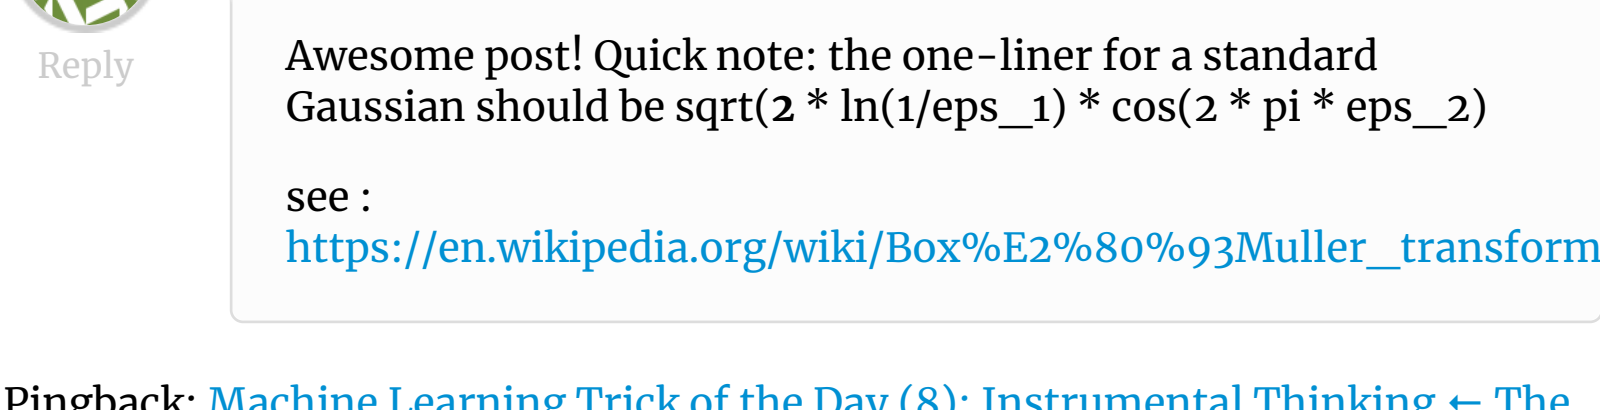 Reply
Awesome post! Quick note: the one-liner for a standard
Gaussian should be sqrt(2 * ln(1/eps_1) * cos(2 * pi * eps_2)
see :
https://en.wikipedia.org/wiki/Box%E2%80%93Muller_transform
Pingback: Machine Learning Trick of the Day (8): Instrumental Thinking ← The